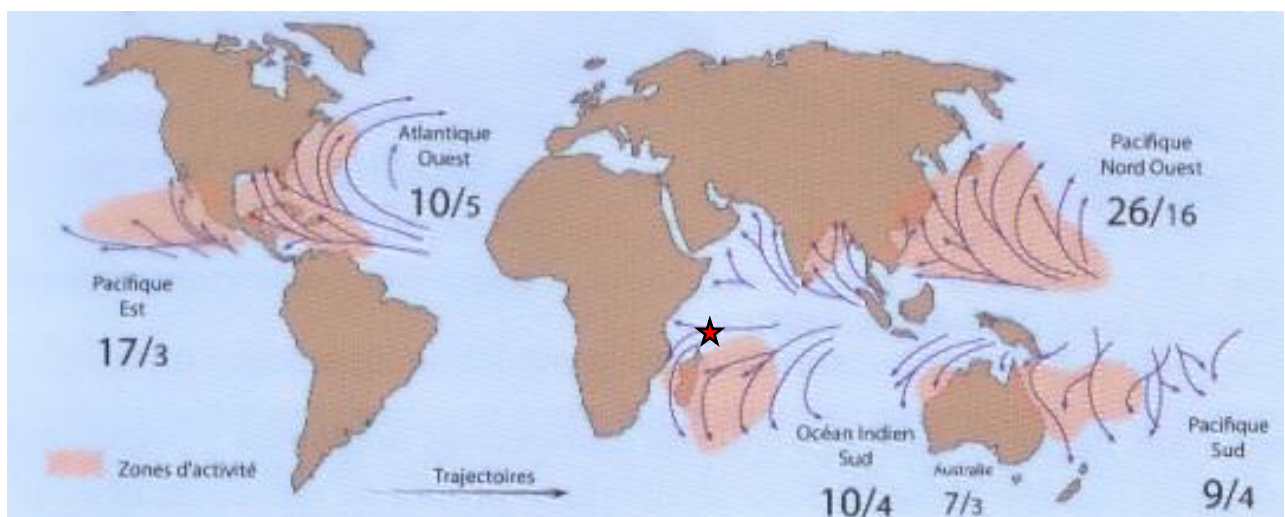 Atlantique
Ouest
10/5
Pacifique
Nord Ouest
26/16
Pacifique
Est
17/3
Océan Indien
Sud
10/4
Australie
7/3
Pacifique
Sud
9/4
Zones d'activité
Trajectoires